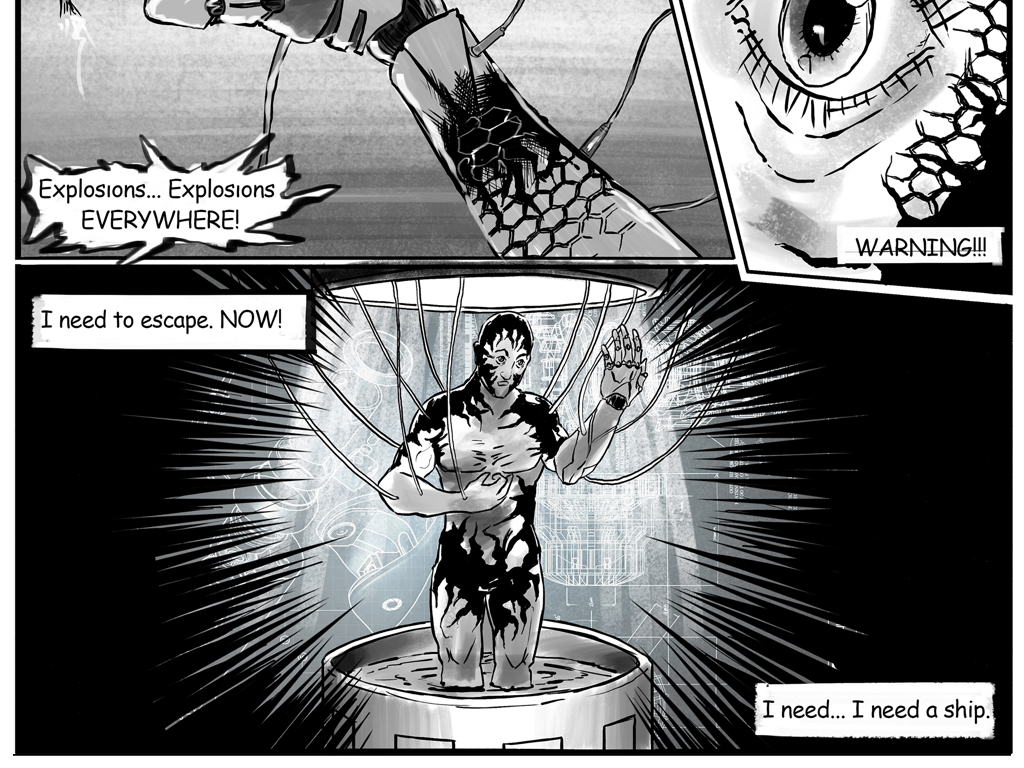 Explosions... Explosions
EVERYWHERE!
WARNING!!!
I need to escape. NOW!
I need... I need a ship.